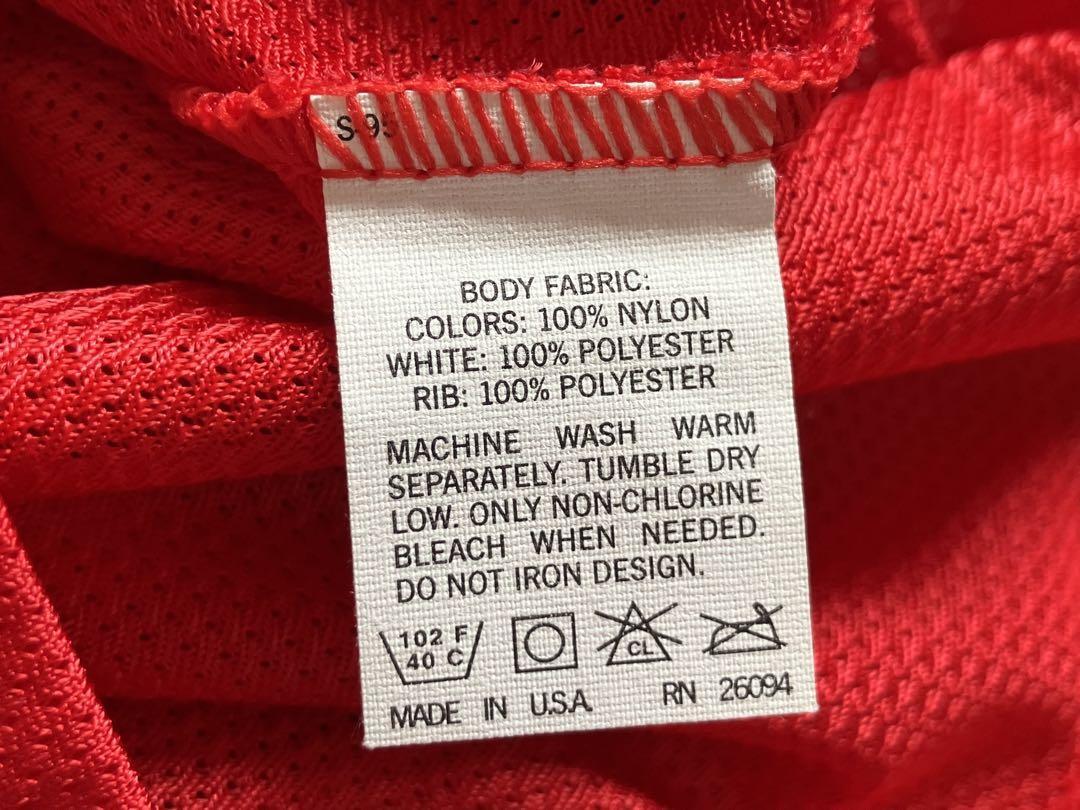 S 95
BODY FABRIC:
COLORS: 100% NYLON
WHITE: 100% POLYESTER
RIB: 100% POLYESTER
MACHINE WASH WARM
SEPARATELY. TUMBLE DRY
LOW. ONLY NON-CHLORINE
BLEACH WHEN NEEDED.
DO NOT IRON DESIGN.
102 F
40 C
CL
MADE IN U.S.A.
RN 26094